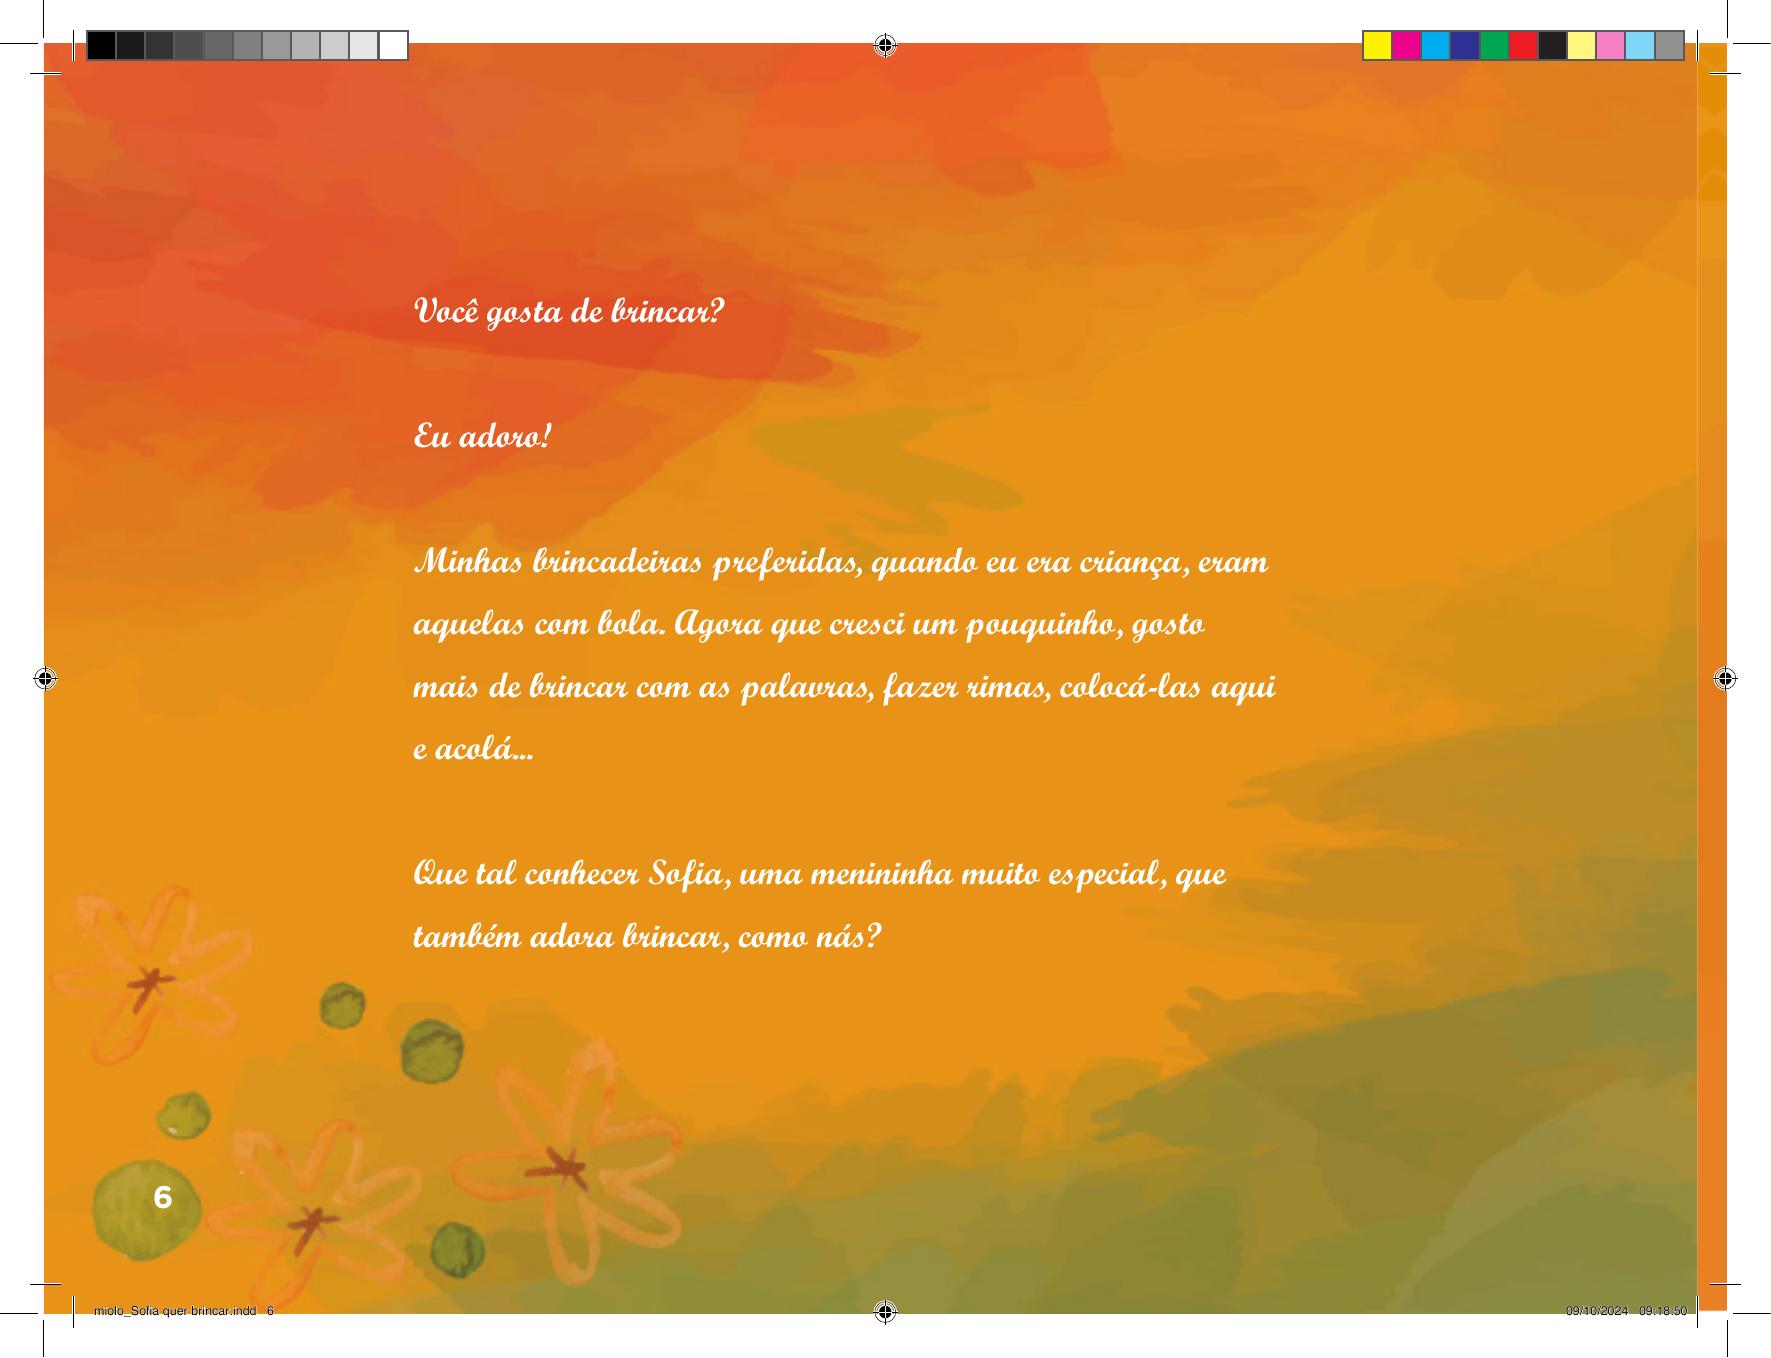 Você gosta de brincar?
Eu adoro!
Minhas brincadeiras preferidas, quando eu era criança, eram
aquelas com bola. Agora que cresci um pouquinho, gosto
mais de brincar com as palavras, fazer rimas, colocá-las aqui
e acolá...
Que tal conhecer Sofia, uma menininha muito especial, que
também adora brincar, como nás?
6
miolo_Sofia quer brincar.indd 6
09/10/2024 09:18:50